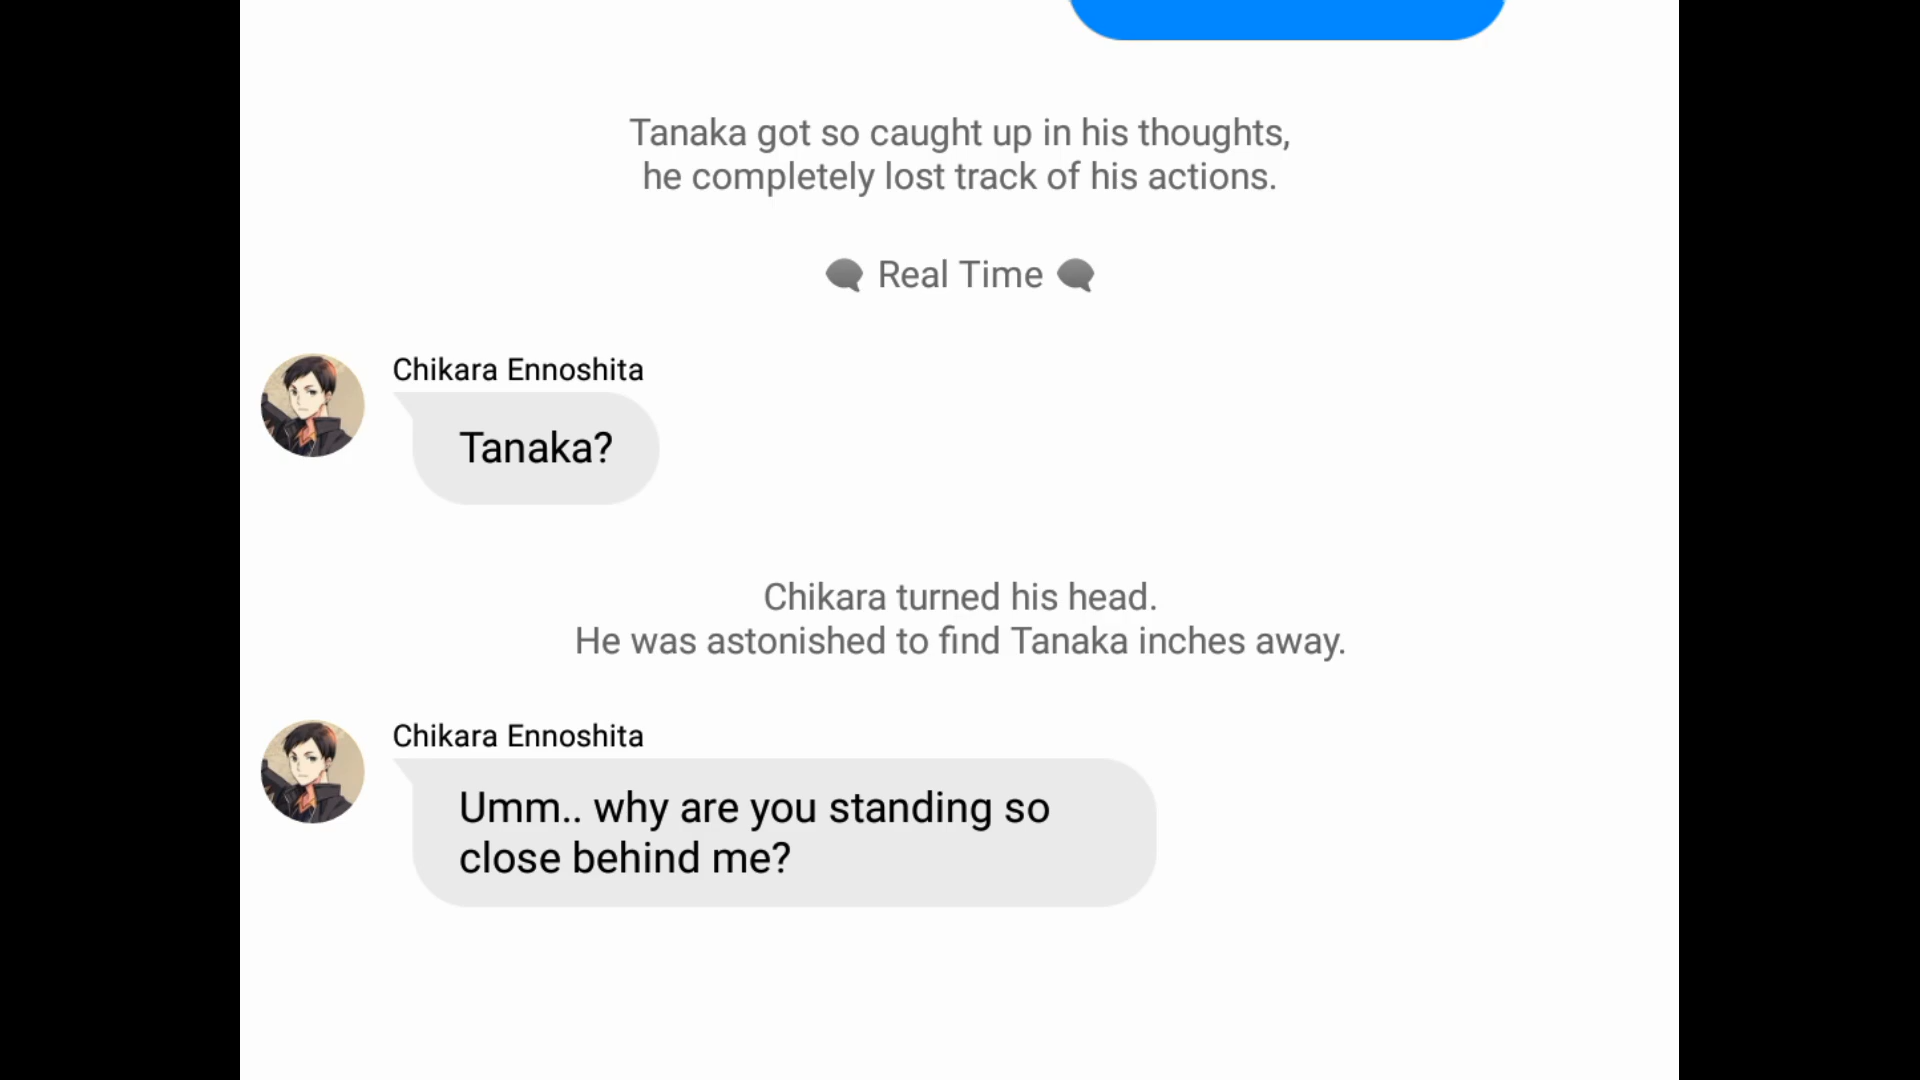 Tanaka got so caught up in his thoughts,
he completely lost track of his actions.
🗨 Real Time 🗨
Chikara Ennoshita
Tanaka?
Chikara turned his head.
He was astonished to find Tanaka inches away.
Chikara Ennoshita
Umm.. why are you standing so
close behind me?